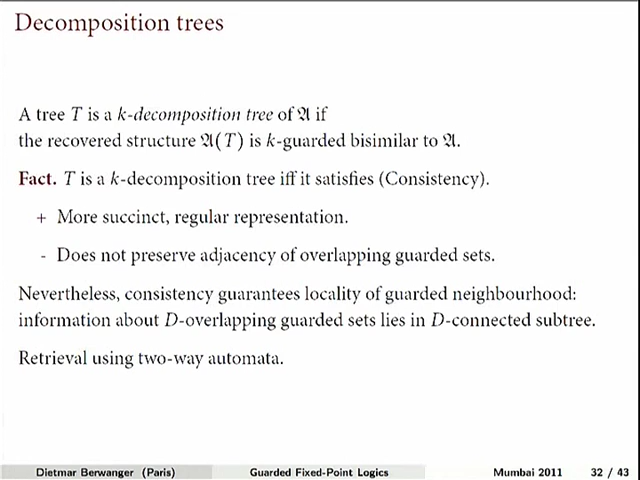 Decomposition trees
A tree T is a k-decomposition tree of 𝔄 if
the recovered structure 𝔄(T) is k-guarded bisimilar to 𝔄.
Fact. T is a k-decomposition tree iff it satisfies (Consistency).
+ More succinct, regular representation.
- Does not preserve adjacency of overlapping guarded sets.
Nevertheless, consistency guarantees locality of guarded neighbourhood:
information about D-overlapping guarded sets lies in D-connected subtree.
Retrieval using two-way automata.
Dietmar Berwanger (Paris) Guarded Fixed-Point Logics Mumbai 2011 32 / 43